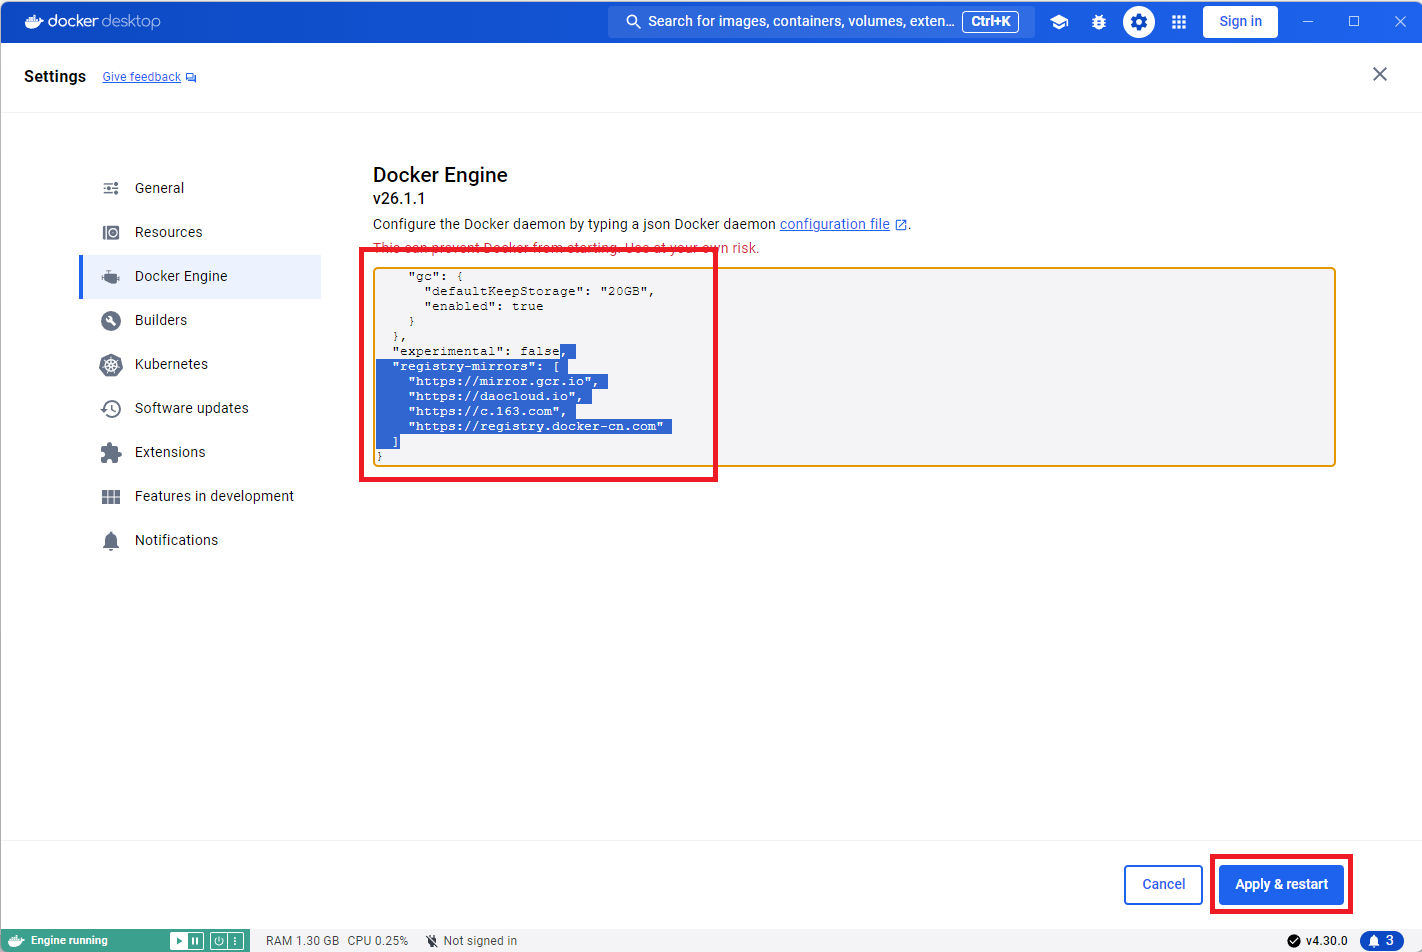 docker desktop
Search for images, containers, volumes, exten... Ctrl+K
Sign in
Settings Give feedback
General
Resources
Docker Engine
Builders
Kubernetes
Software updates
Extensions
Features in development
Notifications
Docker Engine
v26.1.1
Configure the Docker daemon by typing a json Docker daemon configuration file .
This can prevent Docker from starting. Use at your own risk.
"gc": {
"defaultKeepStorage": "20GB",
"enabled": true
}
},
"experimental": false,
"registry-mirrors": [
"https://mirror.gcr.io",
"https://daocloud.io",
"https://c.163.com",
"https://registry.docker-cn.com"
]
}
Cancel Apply & restart
Engine running RAM 1.30 GB CPU 0.25% Not signed in v4.30.0 3